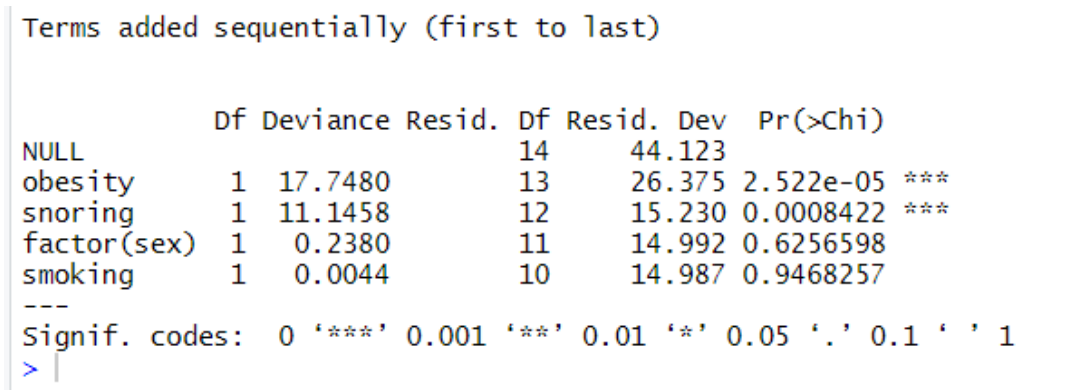 Terms added sequentially (first to last)
Df Deviance Resid. Df Resid. Dev Pr(>Chi)
NULL 14 44.123
obesity 1 17.7480 13 26.375 2.522e-05 ***
snoring 1 11.1458 12 15.230 0.0008422 ***
factor(sex) 1 0.2380 11 14.992 0.6256598
smoking 1 0.0044 10 14.987 0.9468257
---
Signif. codes: 0 ‘***’ 0.001 ‘**’ 0.01 ‘*’ 0.05 ‘.’ 0.1 ‘ ’ 1
>